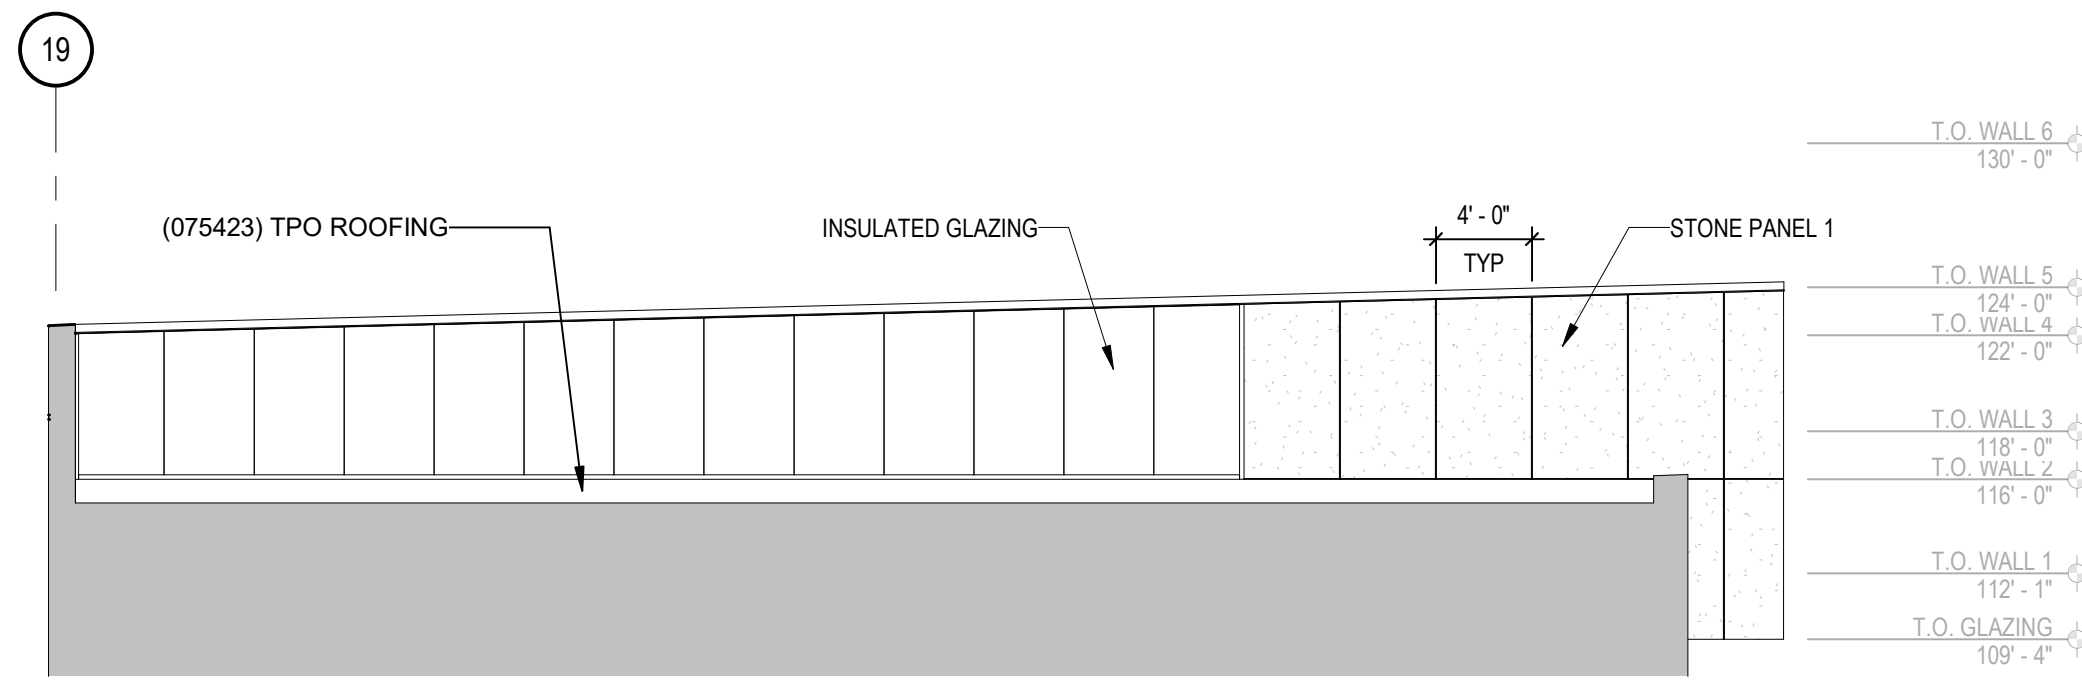 19
T.O. WALL 6
130' - 0"
(075423) TPO ROOFING
INSULATED GLAZING
4' - 0"
TYP
STONE PANEL 1
T.O. WALL 5
124' - 0"
T.O. WALL 4
122' - 0"
T.O. WALL 3
118' - 0"
T.O. WALL 2
116' - 0"
T.O. WALL 1
112' - 1"
T.O. GLAZING
109' - 4"